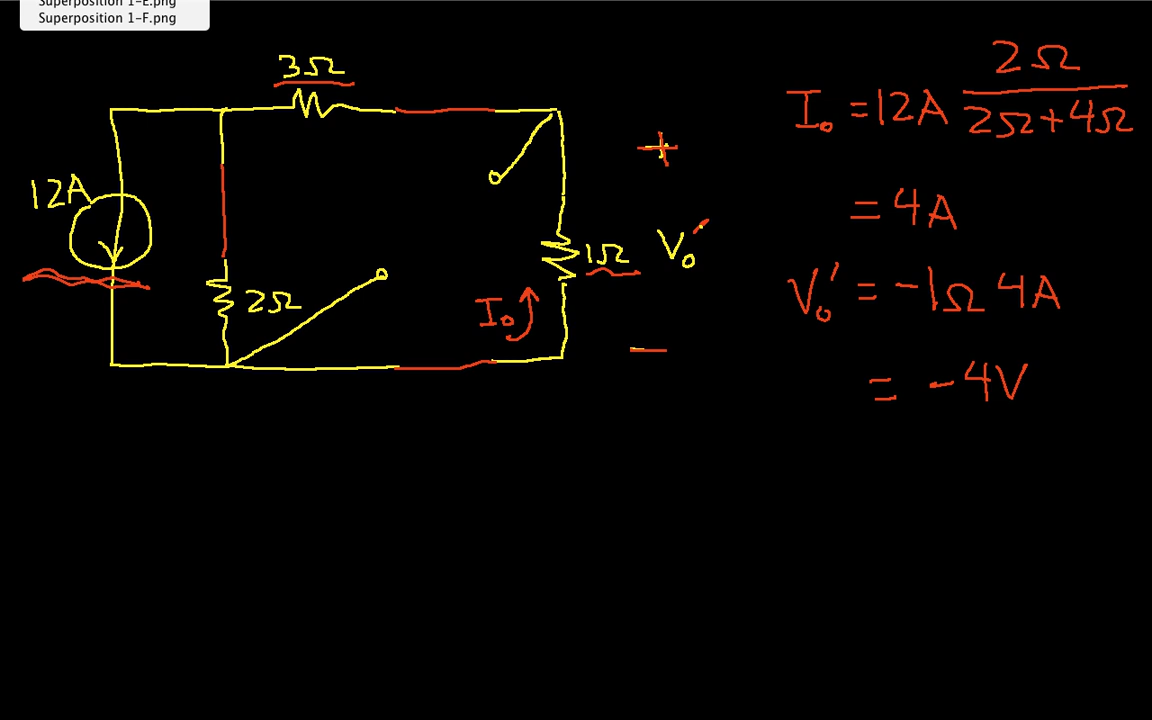 Superposition 1-E.png
Superposition 1-F.png
3Ω
12A
2Ω
1Ω
+
V₀′
−
I₀
I₀ = 12A 2Ω / (2Ω + 4Ω)
= 4A
V₀′ = -1Ω 4A
= -4V